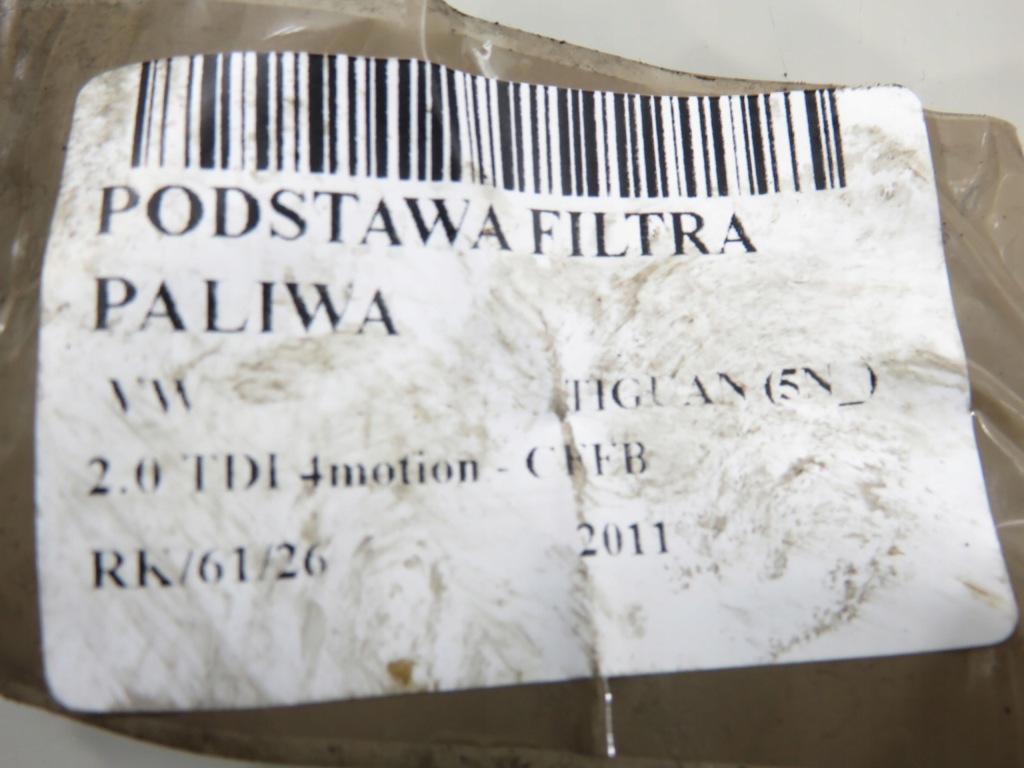 PODSTAWA FILTRA
PALIWA
VW TIGUAN (5N_)
2.0 TDI 4motion - CFFB
RK/61/26 2011